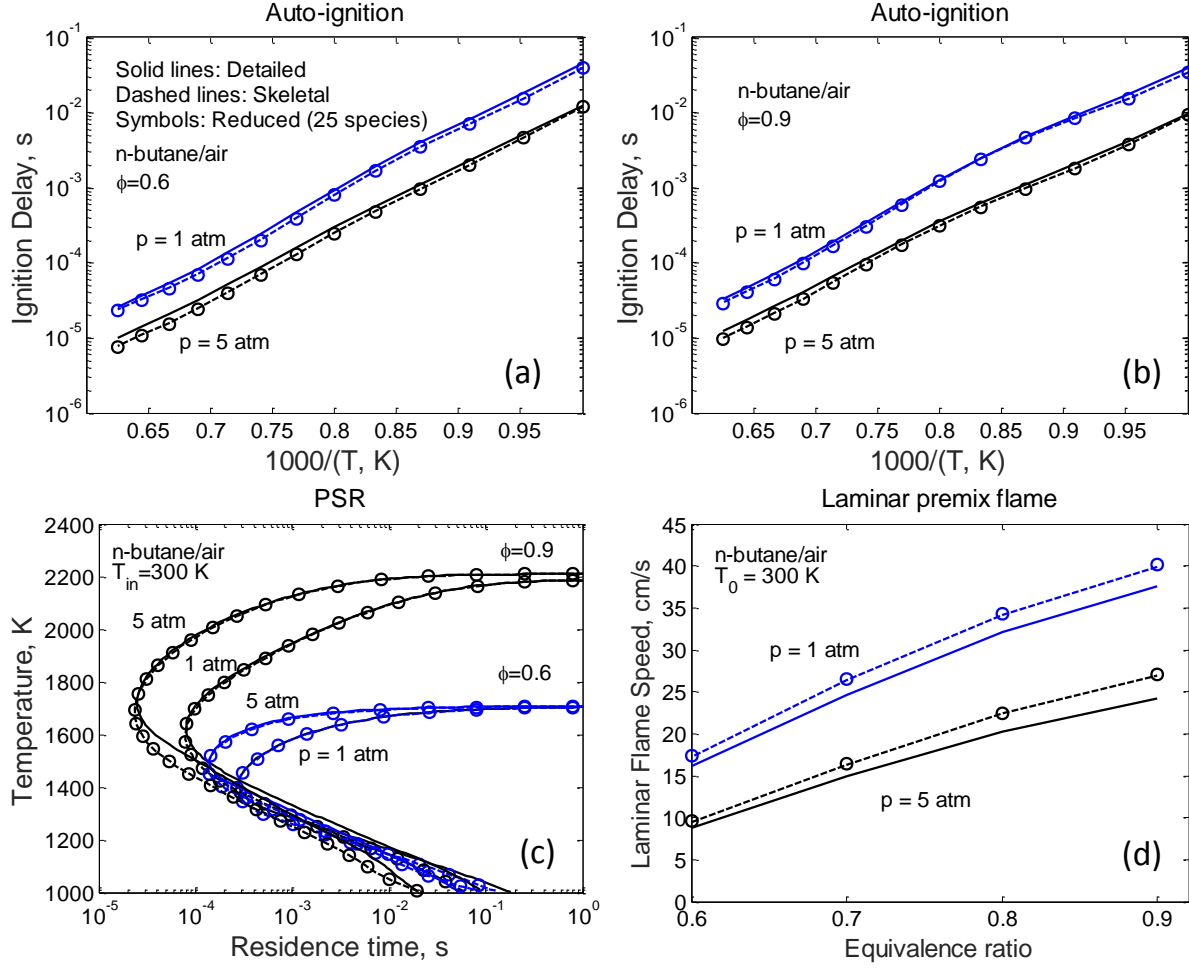 Auto-ignition
10⁻¹
10⁻²
10⁻³
10⁻⁴
10⁻⁵
10⁻⁶
Ignition Delay, s
Solid lines: Detailed
Dashed lines: Skeletal
Symbols: Reduced (25 species)
n-butane/air
ϕ=0.6
p = 1 atm
p = 5 atm
(a)
0.65 0.7 0.75 0.8 0.85 0.9 0.95
1000/(T, K)
Auto-ignition
10⁻¹
10⁻²
10⁻³
10⁻⁴
10⁻⁵
10⁻⁶
Ignition Delay, s
n-butane/air
ϕ=0.9
p = 1 atm
p = 5 atm
(b)
0.65 0.7 0.75 0.8 0.85 0.9 0.95
1000/(T, K)
PSR
2400
2200
2000
1800
1600
1400
1200
1000
Temperature, K
n-butane/air
T_in=300 K
ϕ=0.9
5 atm
1 atm
ϕ=0.6
5 atm
p = 1 atm
(c)
10⁻⁵ 10⁻⁴ 10⁻³ 10⁻² 10⁻¹ 10⁰
Residence time, s
Laminar premix flame
45
40
35
30
25
20
15
10
5
0
Laminar Flame Speed, cm/s
n-butane/air
T₀ = 300 K
p = 1 atm
p = 5 atm
(d)
0.6 0.7 0.8 0.9
Equivalence ratio